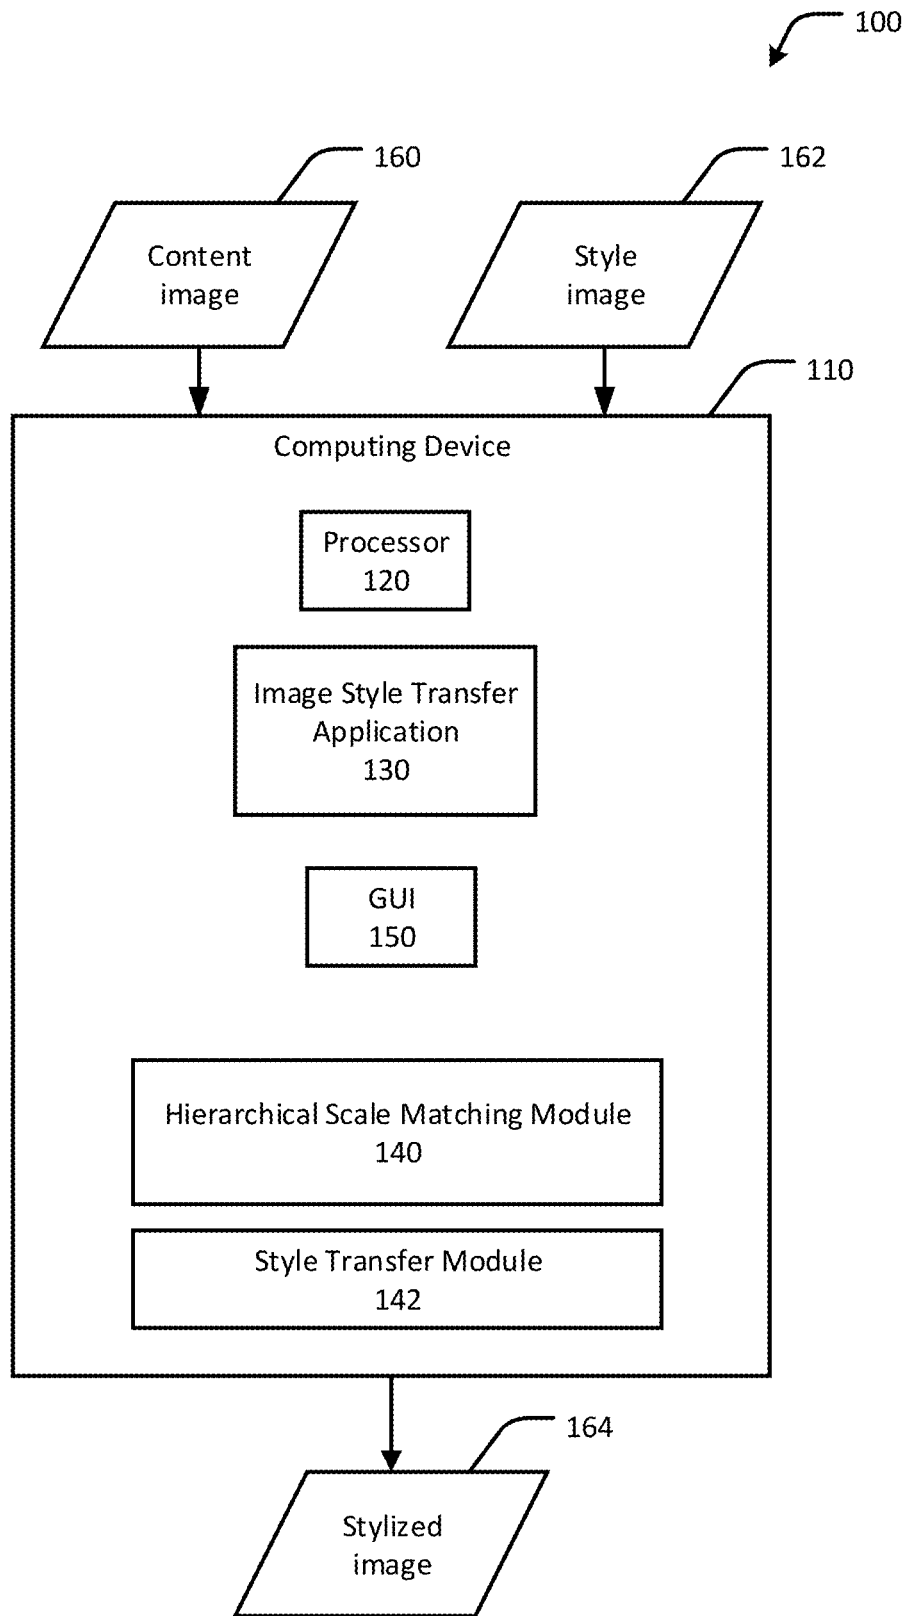 100
160
162
Content
image
Style
image
110
Computing Device
Processor
120
Image Style Transfer
Application
130
GUI
150
Hierarchical Scale Matching Module
140
Style Transfer Module
142
164
Stylized
image